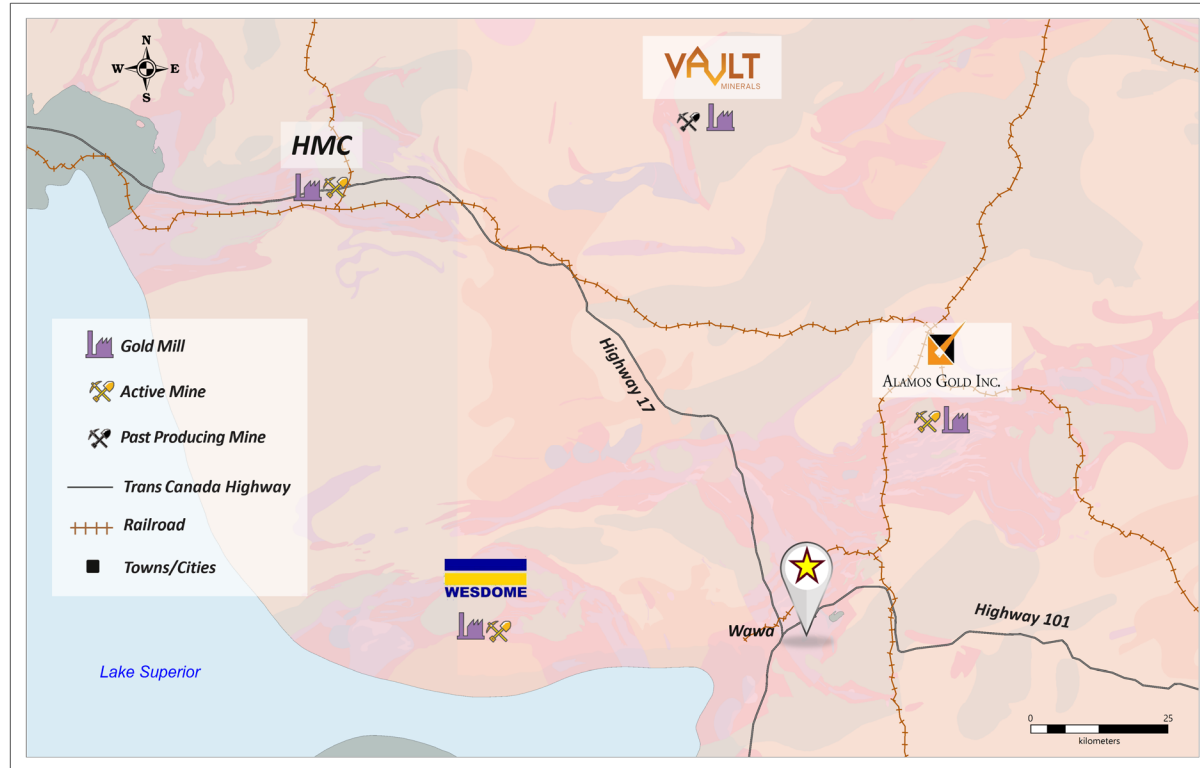 N
W E
S
VAULT
MINERALS
HMC
Highway 17
ALAMOS GOLD INC.
Gold Mill
Active Mine
Past Producing Mine
Trans Canada Highway
Railroad
Towns/Cities
WESDOME
Wawa
Highway 101
Lake Superior
0 25
kilometers